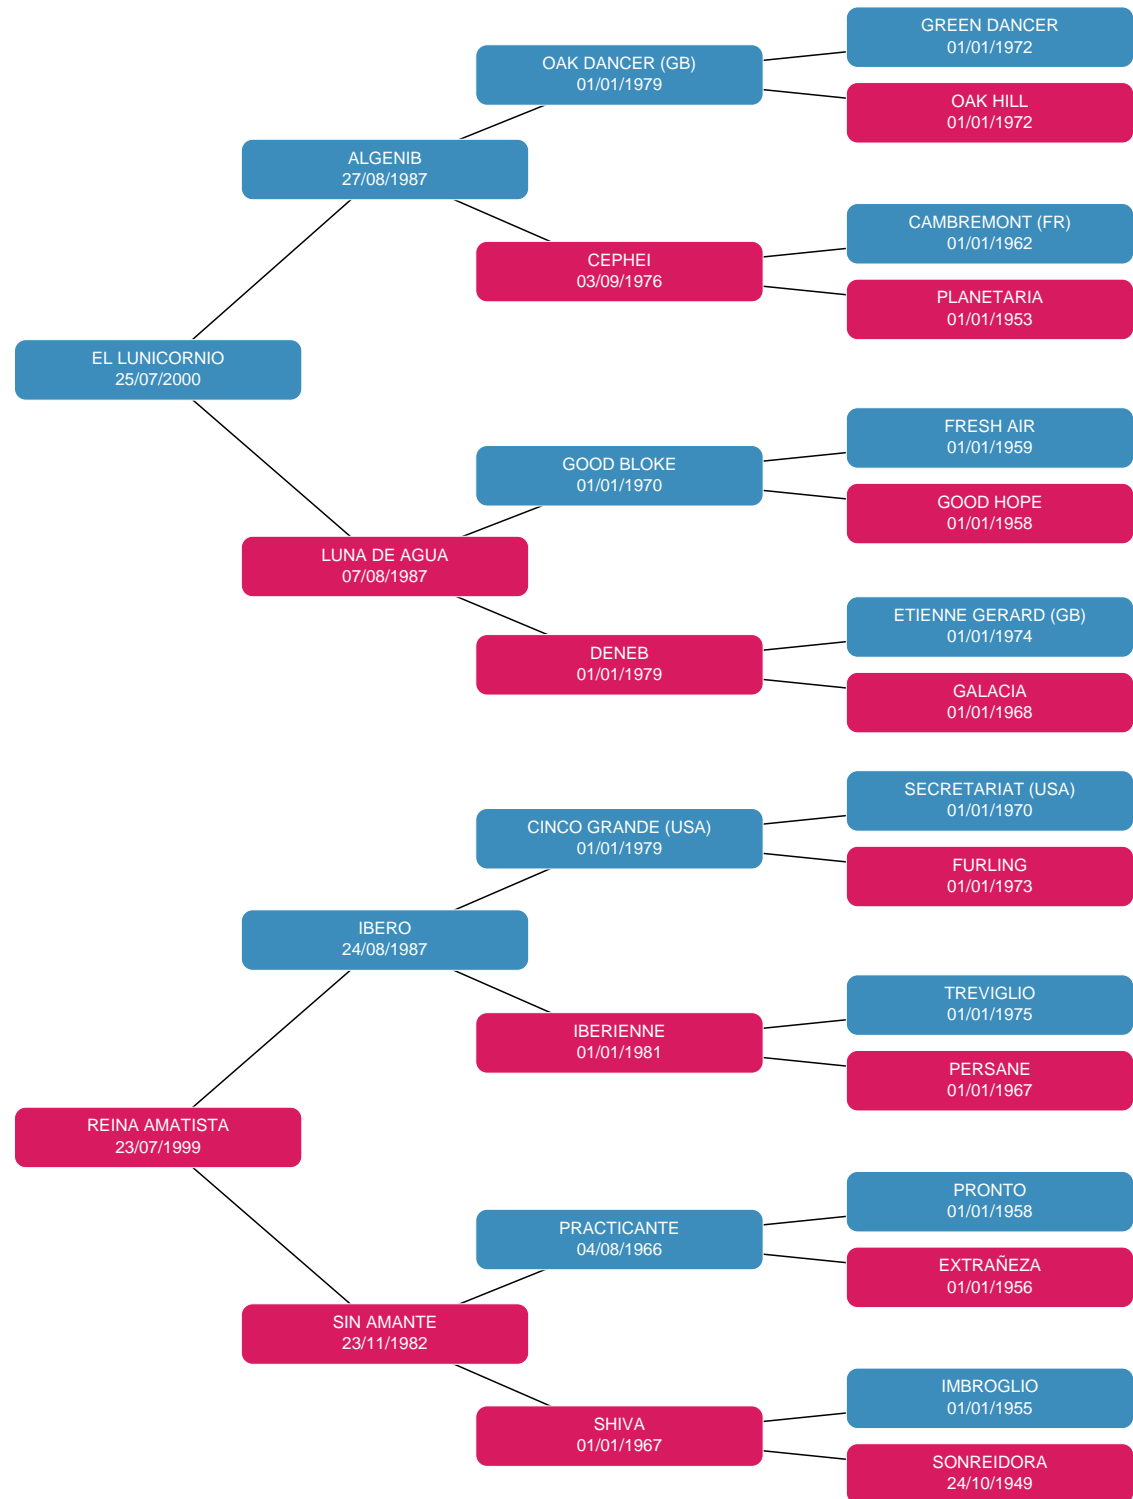 GREEN DANCER
01/01/1972
OAK DANCER (GB)
01/01/1979
OAK HILL
01/01/1972
ALGENIB
27/08/1987
CAMBREMONT (FR)
01/01/1962
CEPHEI
03/09/1976
PLANETARIA
01/01/1953
EL LUNICORNIO
25/07/2000
FRESH AIR
01/01/1959
GOOD BLOKE
01/01/1970
GOOD HOPE
01/01/1958
LUNA DE AGUA
07/08/1987
ETIENNE GERARD (GB)
01/01/1974
DENEB
01/01/1979
GALACIA
01/01/1968
SECRETARIAT (USA)
01/01/1970
CINCO GRANDE (USA)
01/01/1979
FURLING
01/01/1973
IBERO
24/08/1987
TREVIGLIO
01/01/1975
IBERIENNE
01/01/1981
PERSANE
01/01/1967
REINA AMATISTA
23/07/1999
PRONTO
01/01/1958
PRACTICANTE
04/08/1966
EXTRAÑEZA
01/01/1956
SIN AMANTE
23/11/1982
IMBROGLIO
01/01/1955
SHIVA
01/01/1967
SONREIDORA
24/10/1949